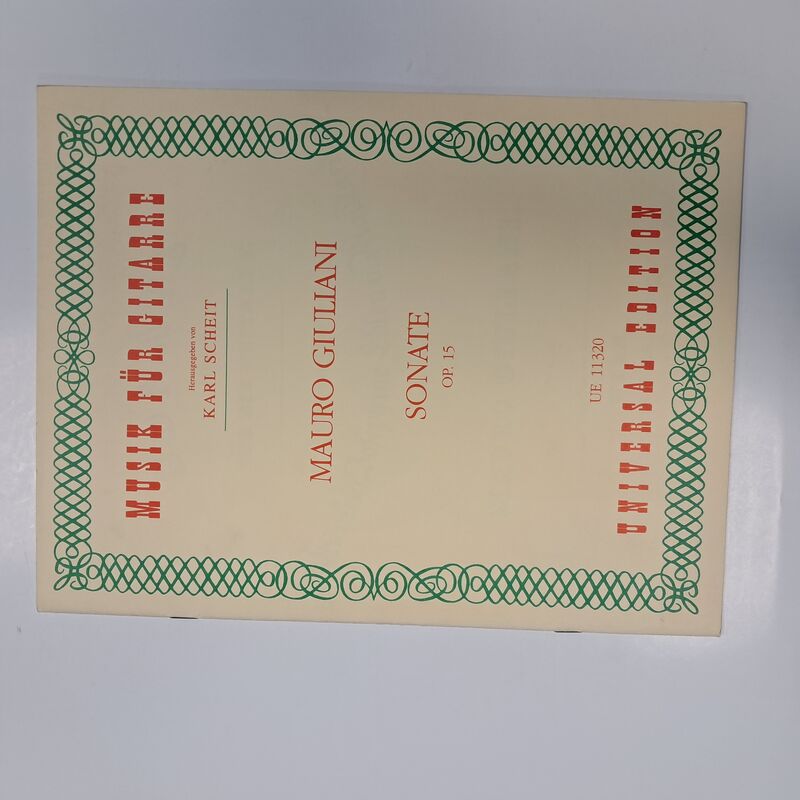 MUSIK FÜR GITARRE
Herausgegeben von
KARL SCHEIT
MAURO GIULIANI
SONATE
OP. 15
UE 11320
UNIVERSAL EDITION